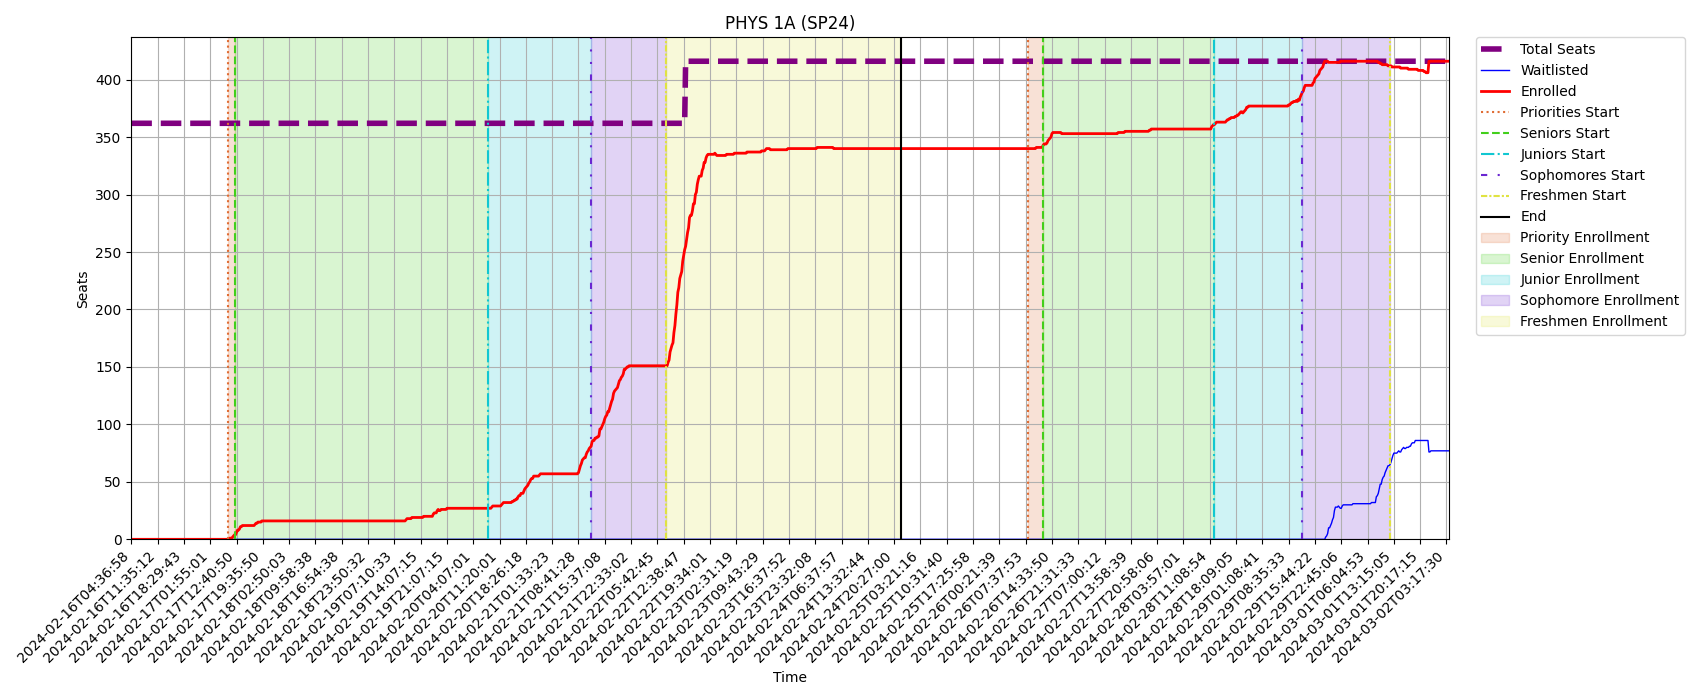 PHYS 1A (SP24)
Seats
400
350
300
250
200
150
100
50
0
2024-02-16T04:36:58
2024-02-16T11:35:12
2024-02-16T18:29:43
2024-02-17T01:55:01
2024-02-17T12:40:50
2024-02-17T19:35:50
2024-02-18T02:50:03
2024-02-18T09:58:38
2024-02-18T16:54:38
2024-02-18T23:50:32
2024-02-19T07:10:33
2024-02-19T14:07:15
2024-02-19T21:07:15
2024-02-20T04:07:01
2024-02-20T11:20:01
2024-02-20T18:26:18
2024-02-21T01:33:23
2024-02-21T08:41:28
2024-02-21T15:37:08
2024-02-21T22:33:02
2024-02-22T05:42:45
2024-02-22T12:38:47
2024-02-22T19:34:01
2024-02-23T02:31:19
2024-02-23T09:43:29
2024-02-23T16:37:52
2024-02-23T23:32:08
2024-02-24T06:37:57
2024-02-24T13:32:44
2024-02-24T20:27:00
2024-02-25T03:21:16
2024-02-25T10:31:40
2024-02-25T17:25:58
2024-02-26T00:21:39
2024-02-26T07:37:53
2024-02-26T14:33:50
2024-02-26T21:31:33
2024-02-27T07:00:12
2024-02-27T13:58:39
2024-02-27T20:58:06
2024-02-28T03:57:01
2024-02-28T11:08:54
2024-02-28T18:09:05
2024-02-29T01:08:41
2024-02-29T08:35:33
2024-02-29T15:44:22
2024-02-29T22:45:06
2024-03-01T06:04:53
2024-03-01T13:15:05
2024-03-01T20:17:15
2024-03-02T03:17:30
Time
Total Seats
Waitlisted
Enrolled
Priorities Start
Seniors Start
Juniors Start
Sophomores Start
Freshmen Start
End
Priority Enrollment
Senior Enrollment
Junior Enrollment
Sophomore Enrollment
Freshmen Enrollment